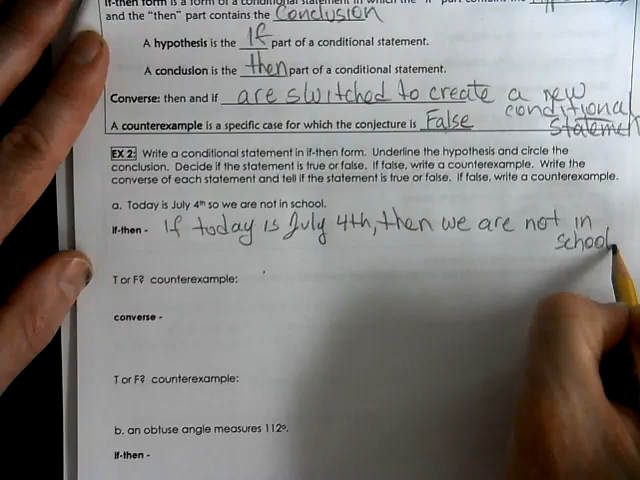 If-then form is a form of a conditional statement in which the "if" part contains the
and the "then" part contains the Conclusion
A hypothesis is the If part of a conditional statement.
A conclusion is the then part of a conditional statement.
Converse: then and if are switched to create a new
conditional
statement
A counterexample is a specific case for which the conjecture is False
EX 2: Write a conditional statement in if-then form. Underline the hypothesis and circle the
conclusion. Decide if the statement is true or false. If false, write a counterexample. Write the
converse of each statement and tell if the statement is true or false. If false, write a counterexample.
a. Today is July 4th so we are not in school.
If-then - If today is July 4th, then we are not in
school
T or F? counterexample:
converse -
T or F? counterexample:
b. an obtuse angle measures 112°.
If-then -